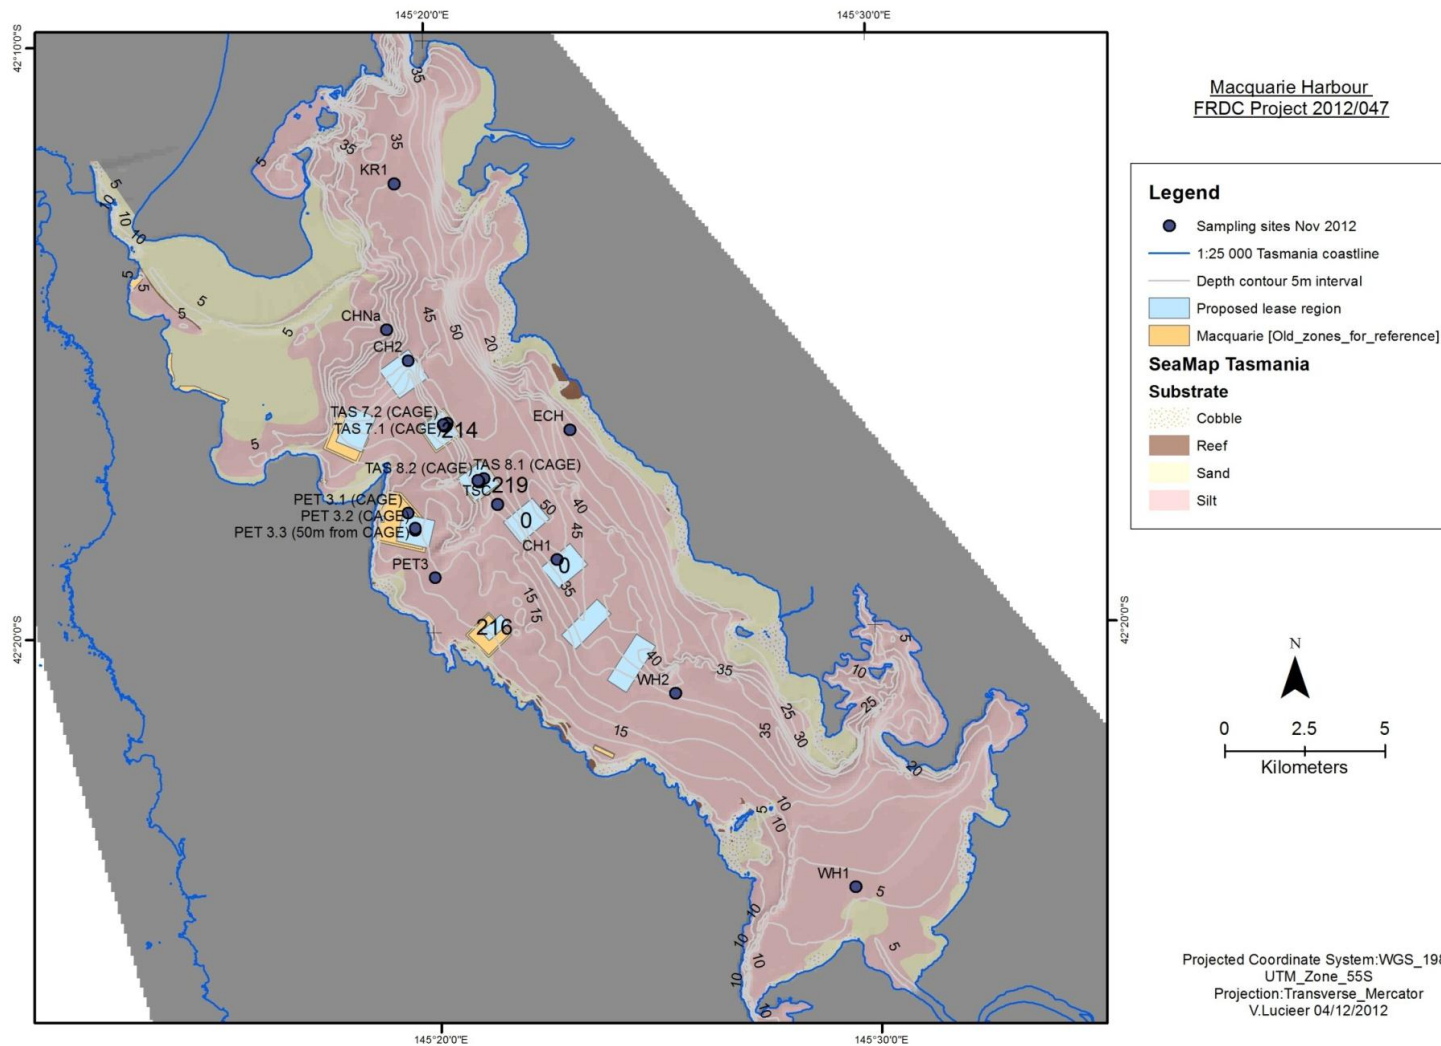 145°20'0"E
145°30'0"E
42°10'0"S
42°10'0"S
Macquarie Harbour
FRDC Project 2012/047
Legend
Sampling sites Nov 2012
1:25 000 Tasmania coastline
Depth contour 5m interval
Proposed lease region
Macquarie [Old_zones_for_reference]
SeaMap Tasmania
Substrate
Cobble
Reef
Sand
Silt
35
35
35
KR1
5
5
10
10
10
5
5
5
5
5
CHNa
45
50
20
CH2
TAS 7.2 (CAGE)
TAS 7.1 (CAGE)
214
ECH
5
TAS 8.2 (CAGE)
TAS 8.1 (CAGE)
219
TSC
PET 3.1 (CAGE)
PET 3.2 (CAGE)
PET 3.3 (50m from CAGE)
40
50
45
0
CH1
0
35
PET3
15
15
216
42°20'0"S
42°20'0"S
5
10
25
40
35
WH2
25
30
35
15
20
10
5
10
WH1
5
10
10
10
10
10
5
N
0 2.5 5
Kilometers
Projected Coordinate System:WGS_198
UTM_Zone_55S
Projection:Transverse_Mercator
V.Lucieer 04/12/2012
145°20'0"E
145°30'0"E